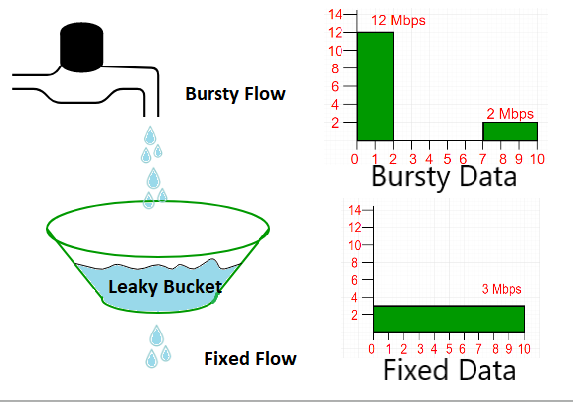 Bursty Flow
Leaky Bucket
Fixed Flow
14
12 Mbps
12
10
8
6
4
2 Mbps
2
0 1 2 3 4 5 6 7 8 9 10
Bursty Data
14
12
10
8
6
3 Mbps
4
2
0 1 2 3 4 5 6 7 8 9 10
Fixed Data